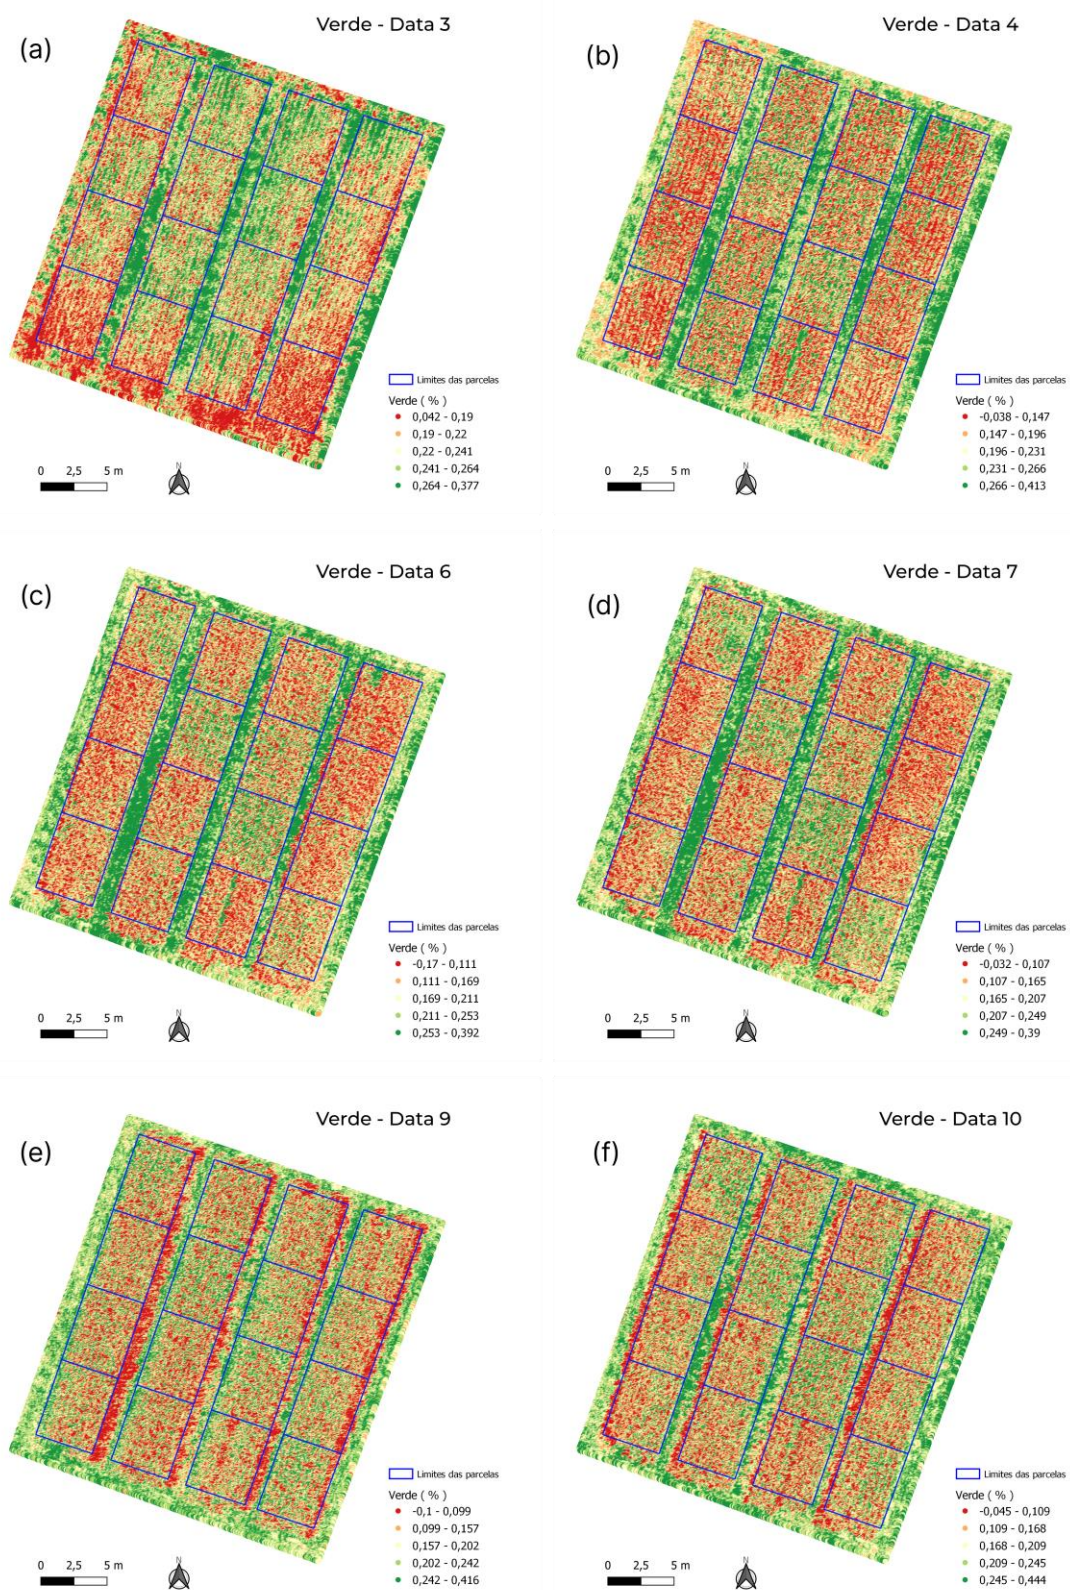 Verde - Data 3
(a)
Limites das parcelas
Verde ( % )
0,042 - 0,19
0,19 - 0,22
0,22 - 0,241
0,241 - 0,264
0,264 - 0,377
0 2,5 5 m
N
Verde - Data 4
(b)
Limites das parcelas
Verde ( % )
-0,038 - 0,147
0,147 - 0,196
0,196 - 0,231
0,231 - 0,266
0,266 - 0,413
0 2,5 5 m
N
Verde - Data 6
(c)
Limites das parcelas
Verde ( % )
-0,17 - 0,111
0,111 - 0,169
0,169 - 0,211
0,211 - 0,253
0,253 - 0,392
0 2,5 5 m
N
Verde - Data 7
(d)
Limites das parcelas
Verde ( % )
-0,032 - 0,107
0,107 - 0,165
0,165 - 0,207
0,207 - 0,249
0,249 - 0,39
0 2,5 5 m
N
Verde - Data 9
(e)
Limites das parcelas
Verde ( % )
-0,1 - 0,099
0,099 - 0,157
0,157 - 0,202
0,202 - 0,242
0,242 - 0,416
0 2,5 5 m
N
Verde - Data 10
(f)
Limites das parcelas
Verde ( % )
-0,045 - 0,109
0,109 - 0,168
0,168 - 0,209
0,209 - 0,245
0,245 - 0,444
0 2,5 5 m
N